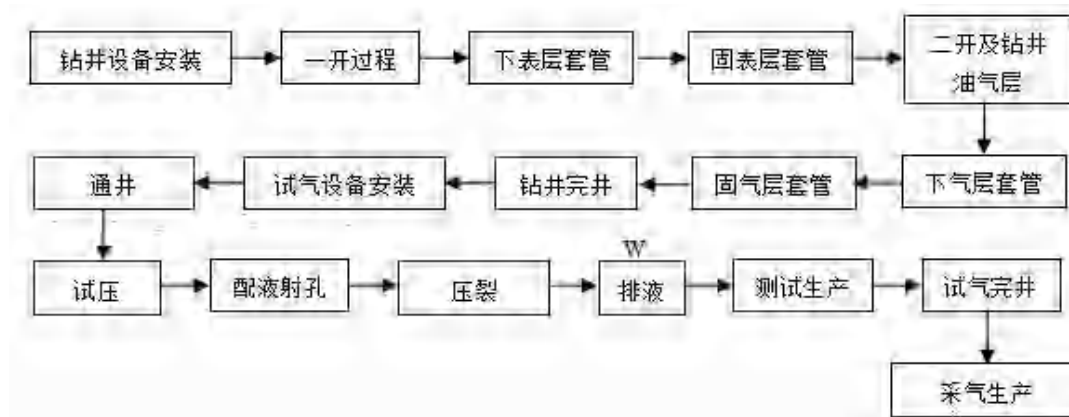 钻井设备安装
一开过程
下表层套管
固表层套管
二开及钻井
油气层
下气层套管
固气层套管
钻井完井
试气设备安装
通井
试压
配液射孔
压裂
W
排液
测试生产
试气完井
采气生产